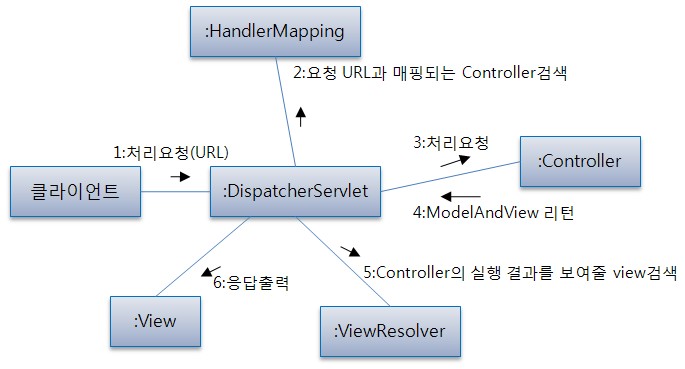 :HandlerMapping
2:요청 URL과 매핑되는 Controller검색
1:처리요청(URL)
3:처리요청
클라이언트
:DispatcherServlet
:Controller
4:ModelAndView 리턴
5:Controller의 실행 결과를 보여줄 view검색
6:응답출력
:View
:ViewResolver